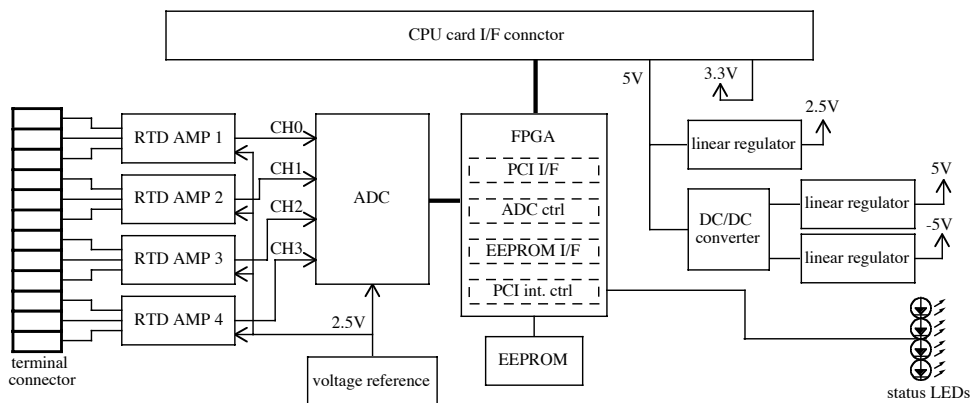 CPU card I/F connctor
5V
3.3V
2.5V
RTD AMP 1
CH0
FPGA
linear regulator
PCI I/F
RTD AMP 2
CH1
ADC
ADC ctrl
DC/DC
converter
linear regulator
5V
CH2
RTD AMP 3
CH3
EEPROM I/F
linear regulator
-5V
PCI int. ctrl
RTD AMP 4
2.5V
terminal
connector
voltage reference
EEPROM
status LEDs